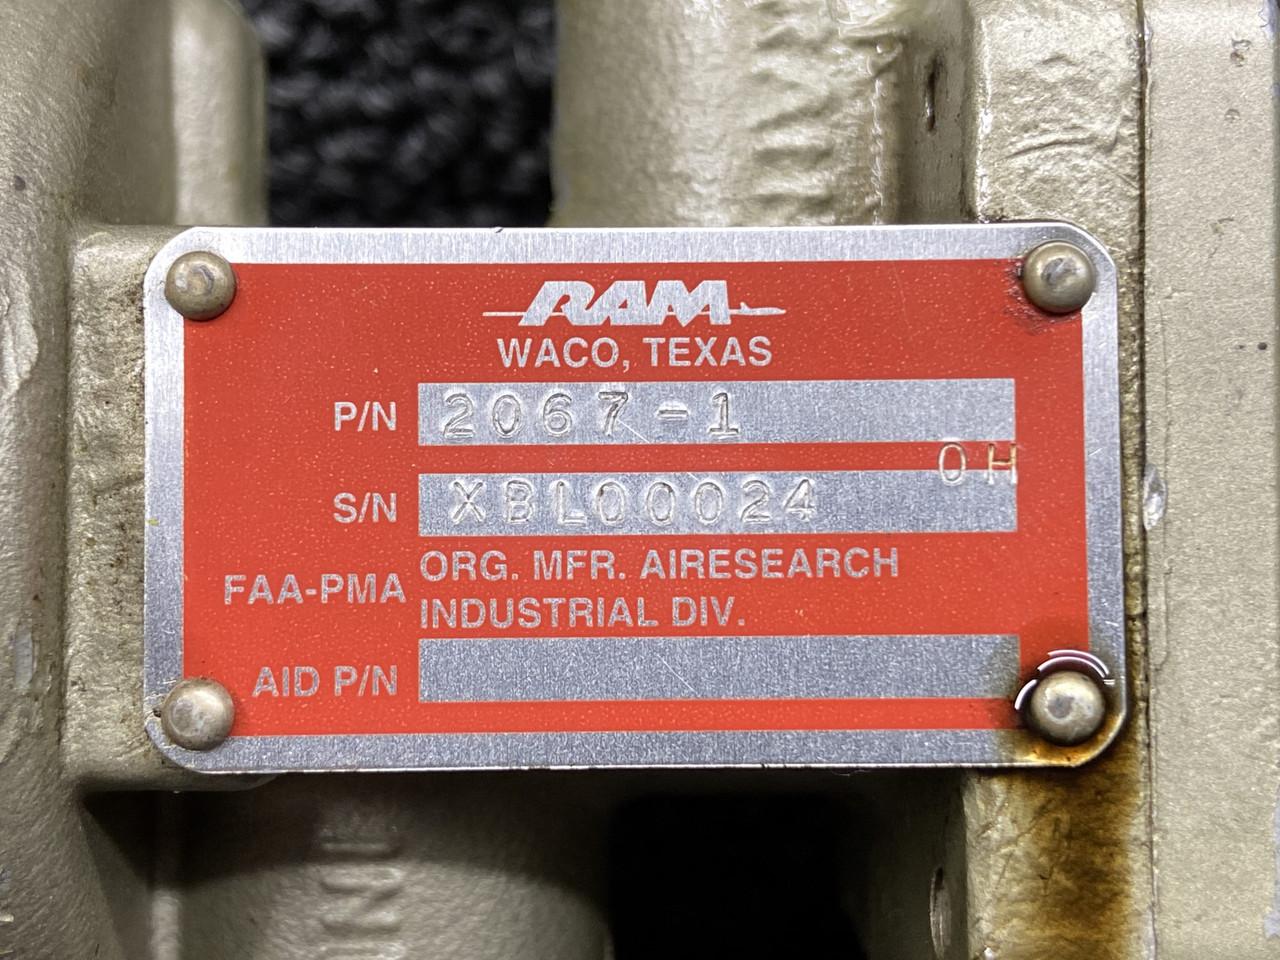 RAM
WACO, TEXAS
P/N 2067-1
OH
S/N XBL00024
FAA-PMA ORG. MFR. AIRESEARCH
INDUSTRIAL DIV.
AID P/N